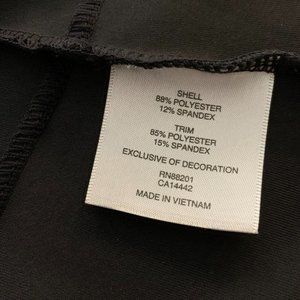 SHELL
88% POLYESTER
12% SPANDEX
TRIM
85% POLYESTER
15% SPANDEX
EXCLUSIVE OF DECORATION
RN88201
CA14442
MADE IN VIETNAM